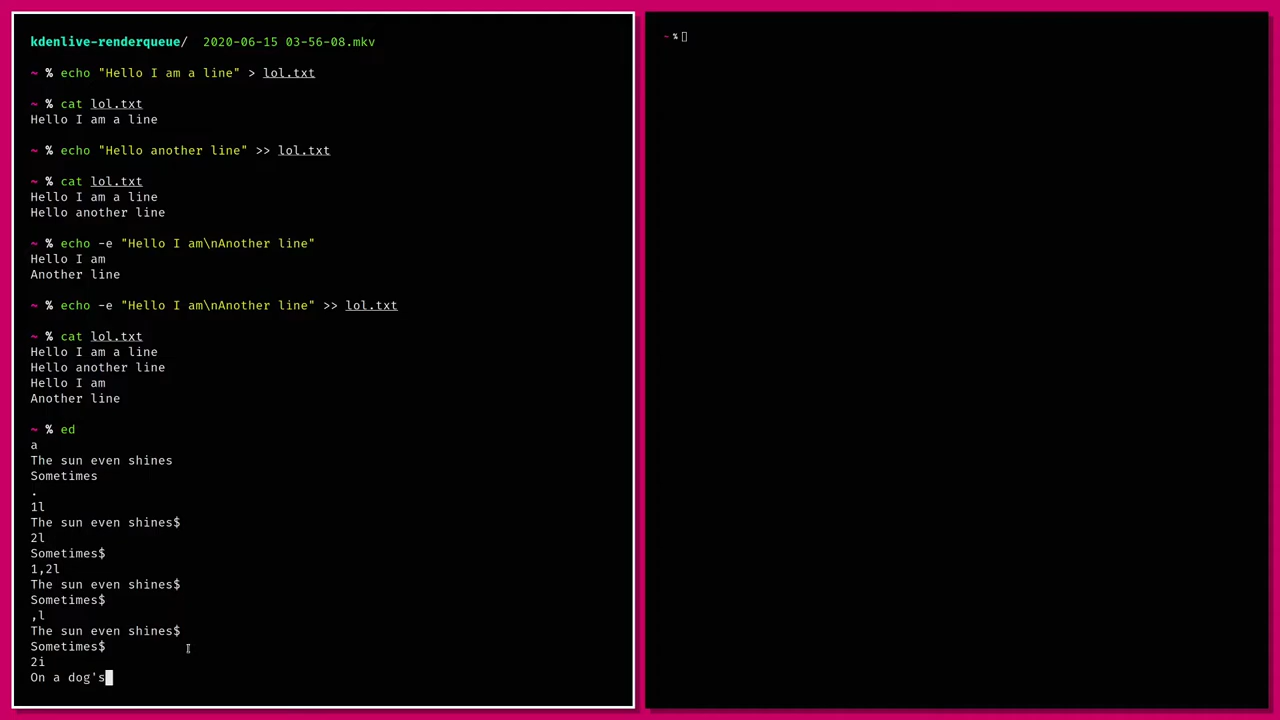 kdenlive-renderqueue/  2020-06-15 03-56-08.mkv
~ % echo "Hello I am a line" > lol.txt
~ % cat lol.txt
Hello I am a line
~ % echo "Hello another line" >> lol.txt
~ % cat lol.txt
Hello I am a line
Hello another line
~ % echo -e "Hello I am\nAnother line"
Hello I am
Another line
~ % echo -e "Hello I am\nAnother line" >> lol.txt
~ % cat lol.txt
Hello I am a line
Hello another line
Hello I am
Another line
~ % ed
a
The sun even shines
Sometimes
.
1l
The sun even shines$
2l
Sometimes$
1,2l
The sun even shines$
Sometimes$
,l
The sun even shines$
Sometimes$
2i
On a dog's
~ %